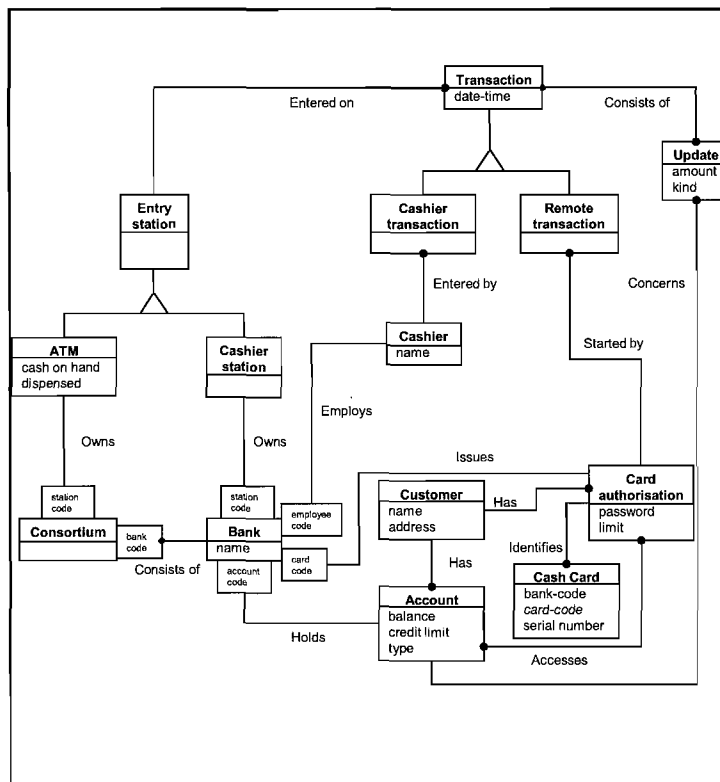 Transaction
date-time
Entered on
Consists of
Update
amount
kind
Entry
station
Cashier
transaction
Remote
transaction
Entered by
Concerns
ATM
cash on hand
dispensed
Cashier
station
Cashier
name
Started by
Employs
Owns
Owns
Issues
station
code
station
code
employee
code
Customer
name
address
Has
Card
authorisation
password
limit
Consortium
bank
code
Bank
name
card
code
Consists of
account
code
Has
Identifies
Cash Card
bank-code
card-code
serial number
Account
balance
credit limit
type
Holds
Accesses